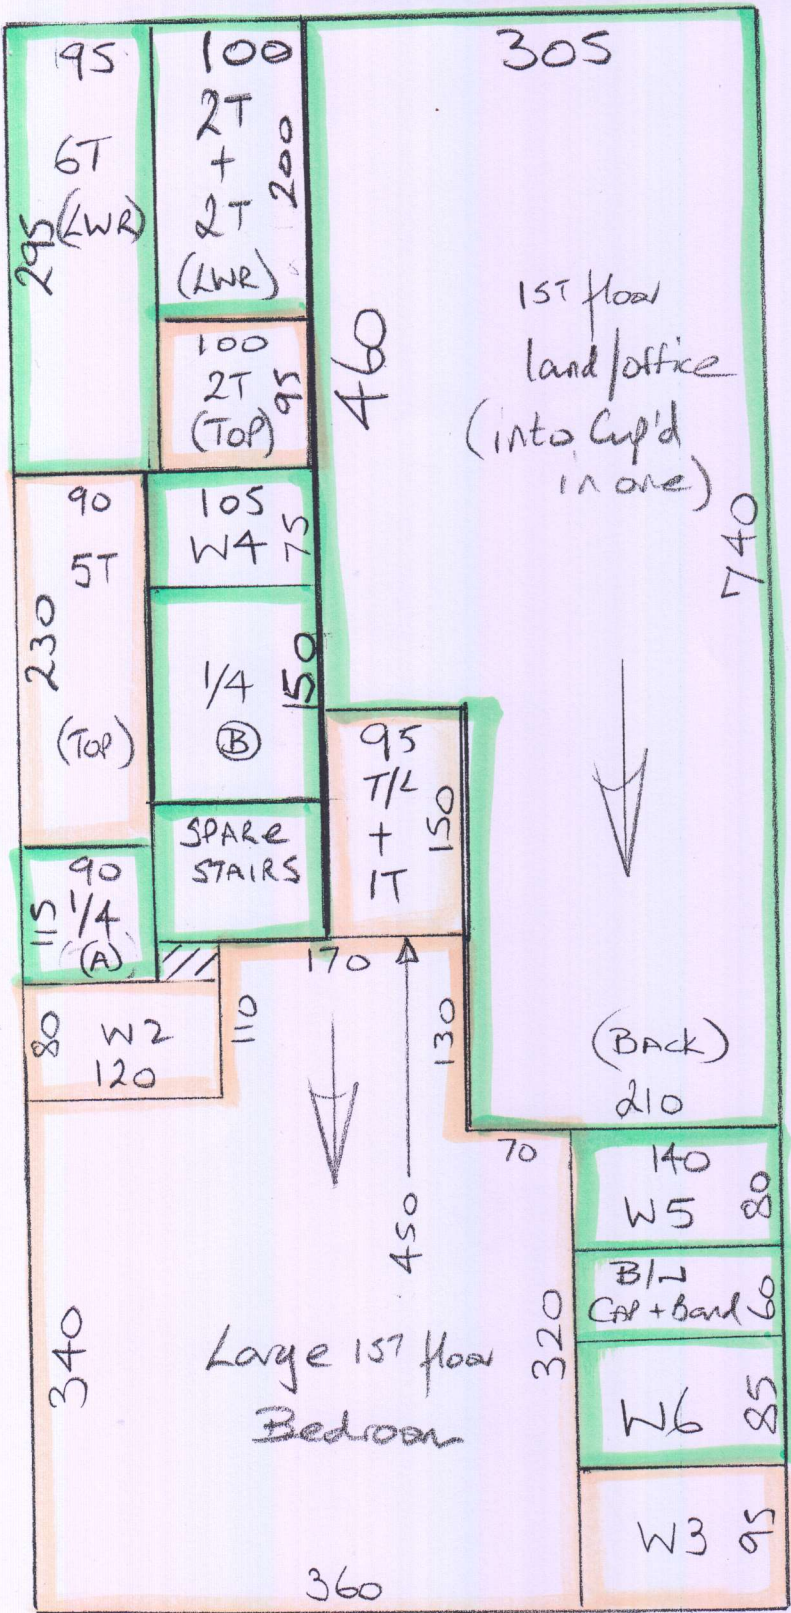 95
6T
(LWR)
295
100
2T
+
2T
(LWR)
200
100
2T
(TOP)
95
305
460
1ST floor
land/office
(into Cup'd
in one)
740
(BACK)
210
90
5T
230
(TOP)
105
W4
75
1/4
B
150
SPARE
STAIRS
95
T/L
+
1T
150
90
1/4
(A)
115
W2
120
80
170
110
130
450
70
340
Large 1ST floor
Bedroom
320
360
140
W5
80
CAP + Band
60
W6
85
W3
95